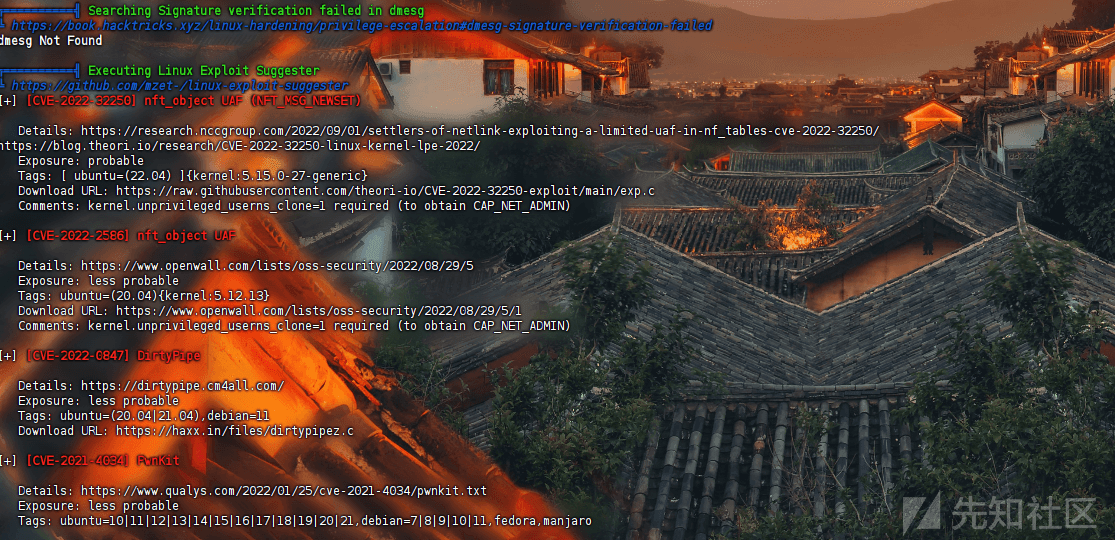 Searching Signature verification failed in dmesg
https://book.hacktricks.xyz/linux-hardening/privilege-escalation#dmesg-signature-verification-failed
dmesg Not Found
Executing Linux Exploit Suggester
https://github.com/mzet-/linux-exploit-suggester
[+] [CVE-2022-32250] nft_object UAF (NFT_MSG_NEWSET)
Details: https://research.nccgroup.com/2022/09/01/settlers-of-netlink-exploiting-a-limited-uaf-in-nf_tables-cve-2022-32250/
https://blog.theori.io/research/CVE-2022-32250-linux-kernel-lpe-2022/
Exposure: probable
Tags: [ ubuntu=(22.04) ]{kernel:5.15.0-27-generic}
Download URL: https://raw.githubusercontent.com/theori-io/CVE-2022-32250-exploit/main/exp.c
Comments: kernel.unprivileged_userns_clone=1 required (to obtain CAP_NET_ADMIN)
[+] [CVE-2022-2586] nft_object UAF
Details: https://www.openwall.com/lists/oss-security/2022/08/29/5
Exposure: less probable
Tags: ubuntu=(20.04){kernel:5.12.13}
Download URL: https://www.openwall.com/lists/oss-security/2022/08/29/5/1
Comments: kernel.unprivileged_userns_clone=1 required (to obtain CAP_NET_ADMIN)
[+] [CVE-2022-0847] DirtyPipe
Details: https://dirtypipe.cm4all.com/
Exposure: less probable
Tags: ubuntu=(20.04|21.04),debian=11
Download URL: https://haxx.in/files/dirtypipez.c
[+] [CVE-2021-4034] PwnKit
Details: https://www.qualys.com/2022/01/25/cve-2021-4034/pwnkit.txt
Exposure: less probable
Tags: ubuntu=10|11|12|13|14|15|16|17|18|19|20|21,debian=7|8|9|10|11,fedora,manjaro
先知社区